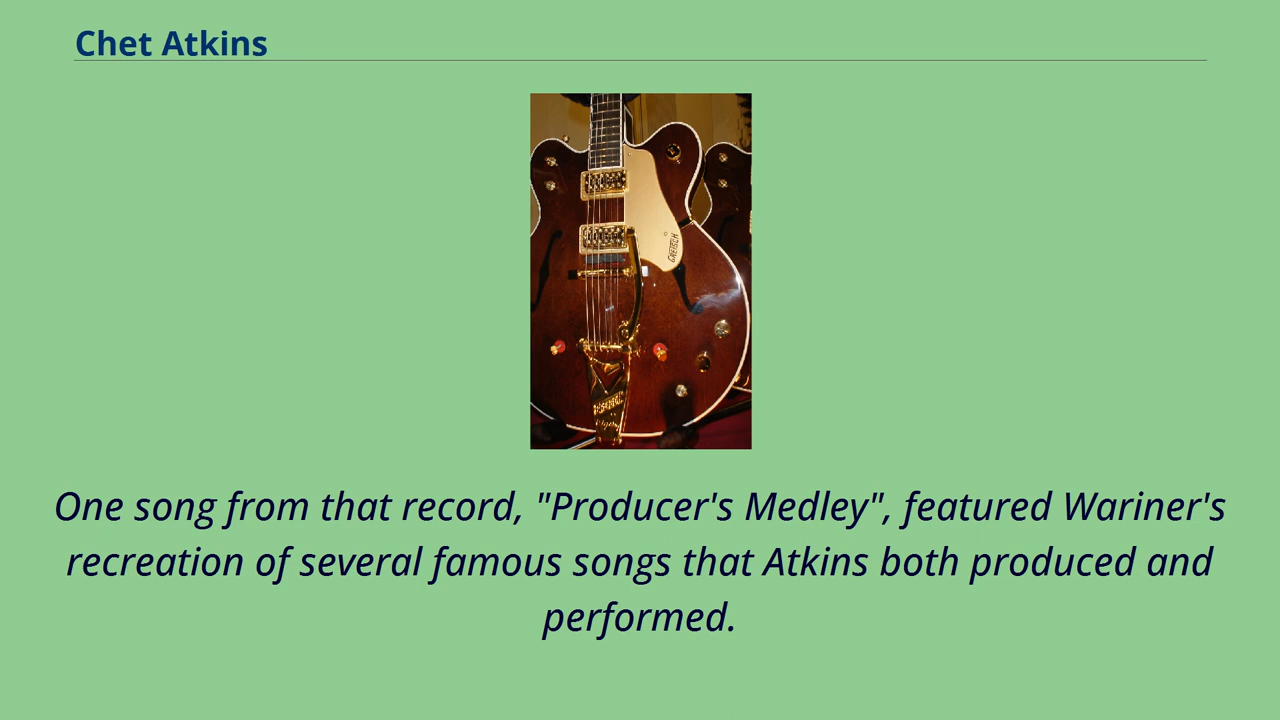 Chet Atkins
GRETSCH
One song from that record, "Producer's Medley", featured Wariner's
recreation of several famous songs that Atkins both produced and
performed.